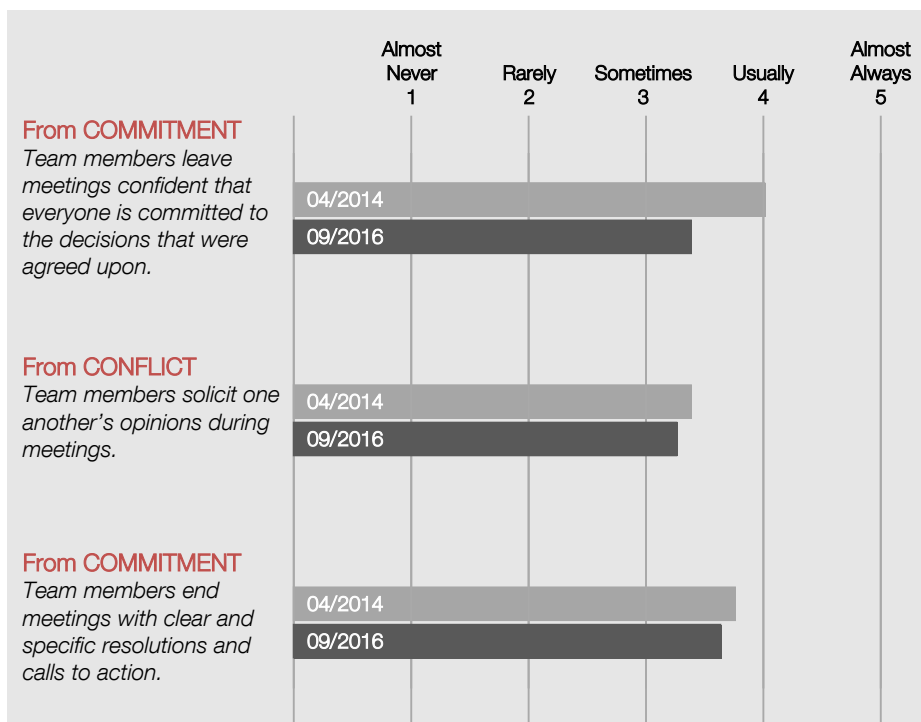 Almost Never 1
Rarely 2
Sometimes 3
Usually 4
Almost Always 5
From COMMITMENT
Team members leave
meetings confident that
everyone is committed to
the decisions that were
agreed upon.
04/2014
09/2016
From CONFLICT
Team members solicit one
another’s opinions during
meetings.
04/2014
09/2016
From COMMITMENT
Team members end
meetings with clear and
specific resolutions and
calls to action.
04/2014
09/2016